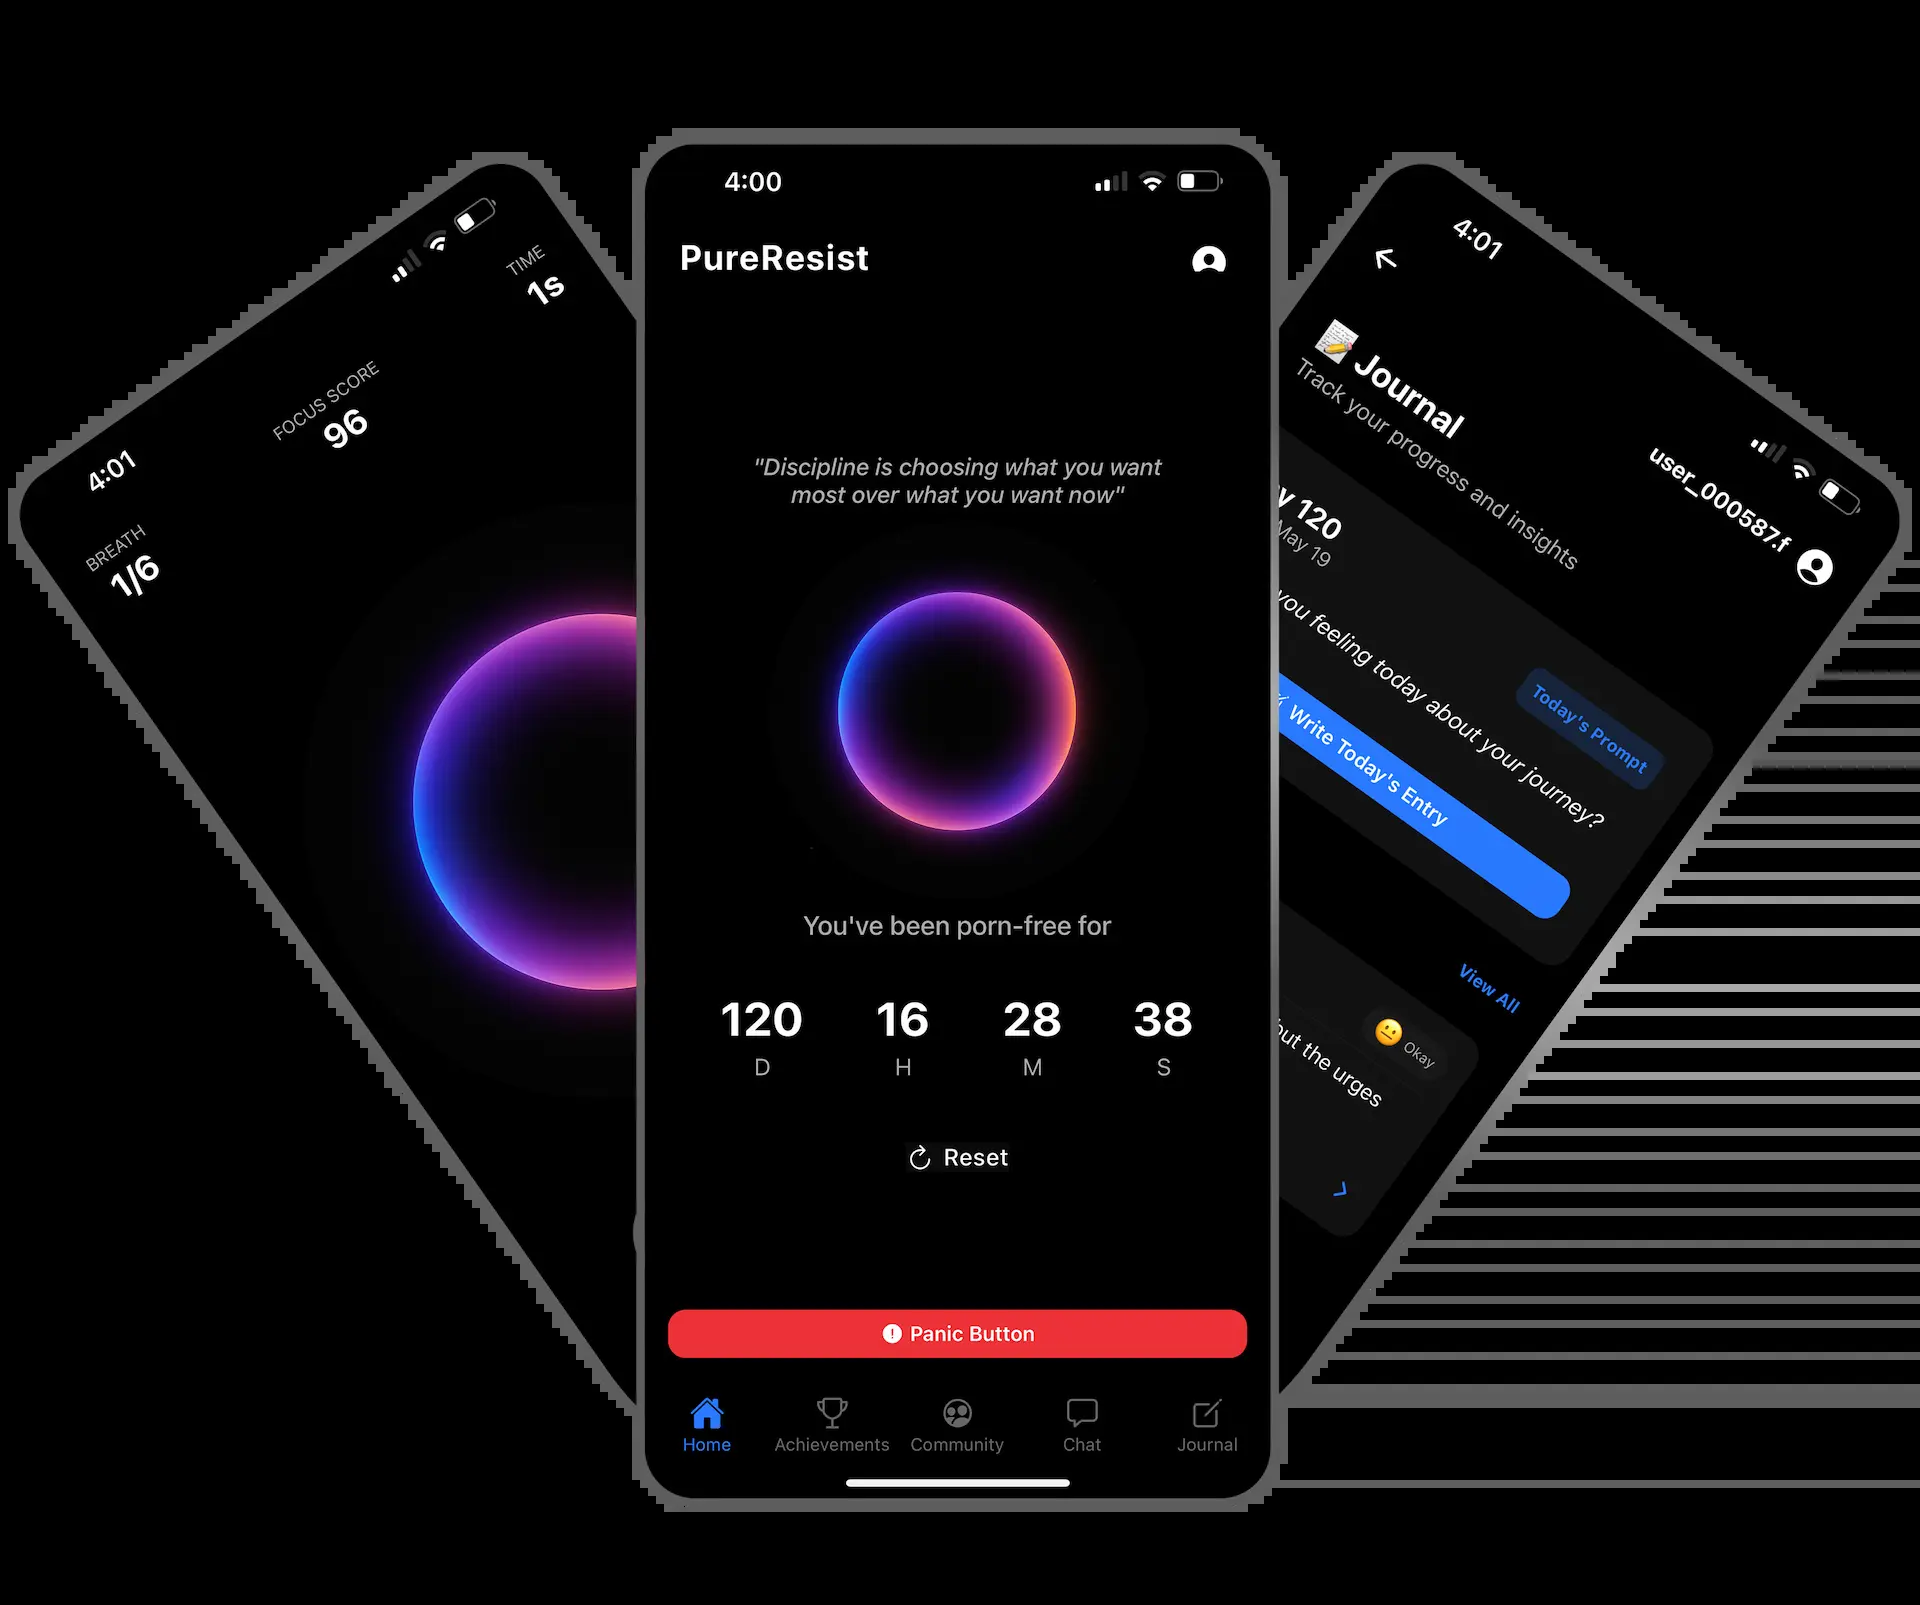 4:01
TIME
1s
FOCUS SCORE
96
BREATH
1/6
4:00
PureResist
"Discipline is choosing what you want
most over what you want now"
You've been porn-free for
120 16 28 38
D H M S
Reset
Panic Button
Home Achievements Community Chat Journal
4:01
Journal
Track your progress and insights
user_000587.f
120
May 19
Today's Prompt
you feeling today about your journey?
Write Today's Entry
View All
Okay
the urges